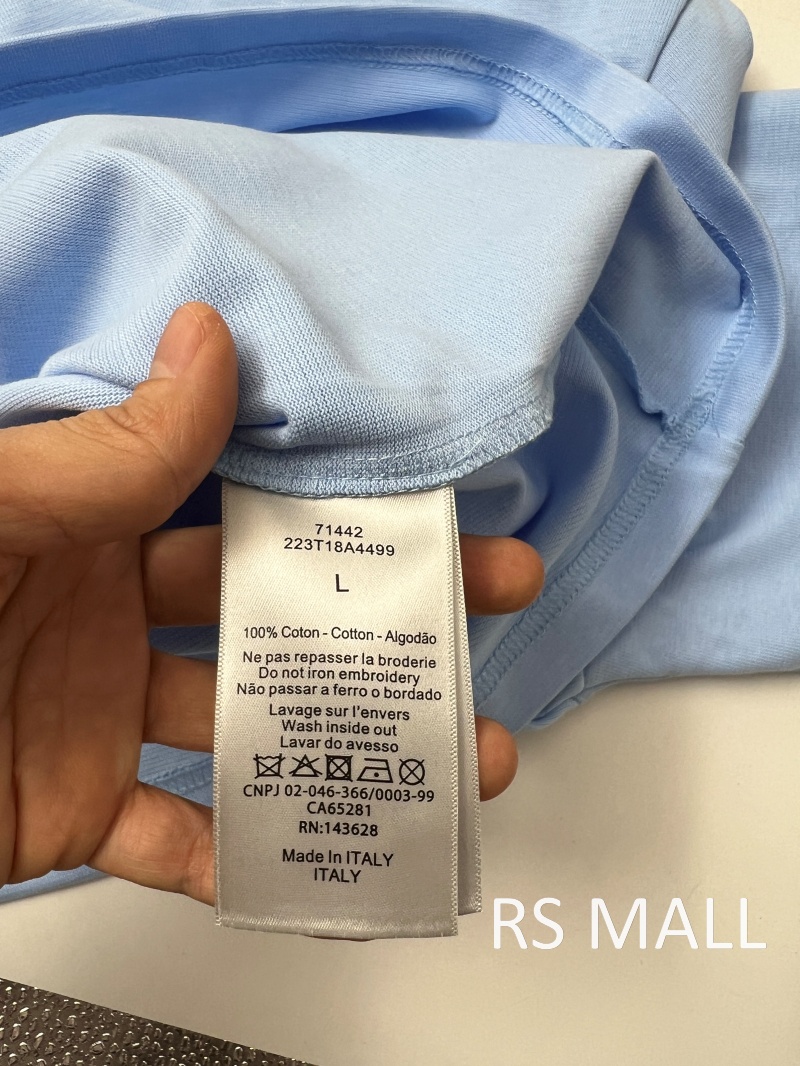 71442
223T18A4499
L
100% Coton - Cotton - Algodão
Ne pas repasser la broderie
Do not iron embroidery
Não passar a ferro o bordado
Lavage sur l'envers
Wash inside out
Lavar do avesso
CNPJ 02-046-366/0003-99
CA65281
RN:143628
Made In ITALY
ITALY
RS MALL